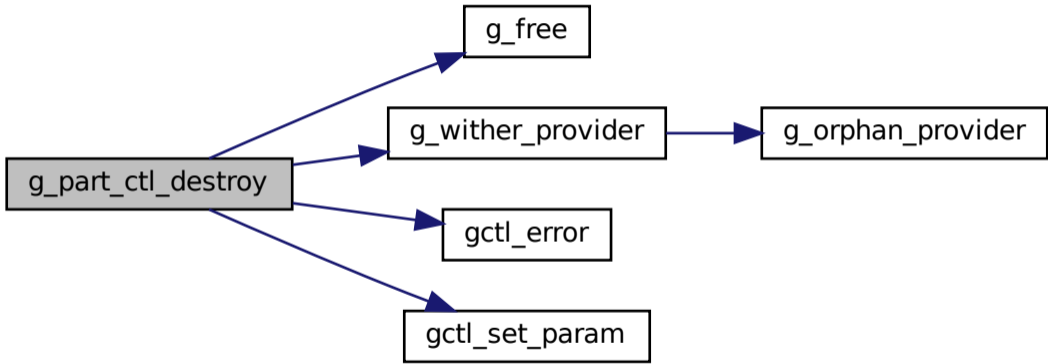 g_free
g_wither_provider
g_orphan_provider
g_part_ctl_destroy
gctl_error
gctl_set_param